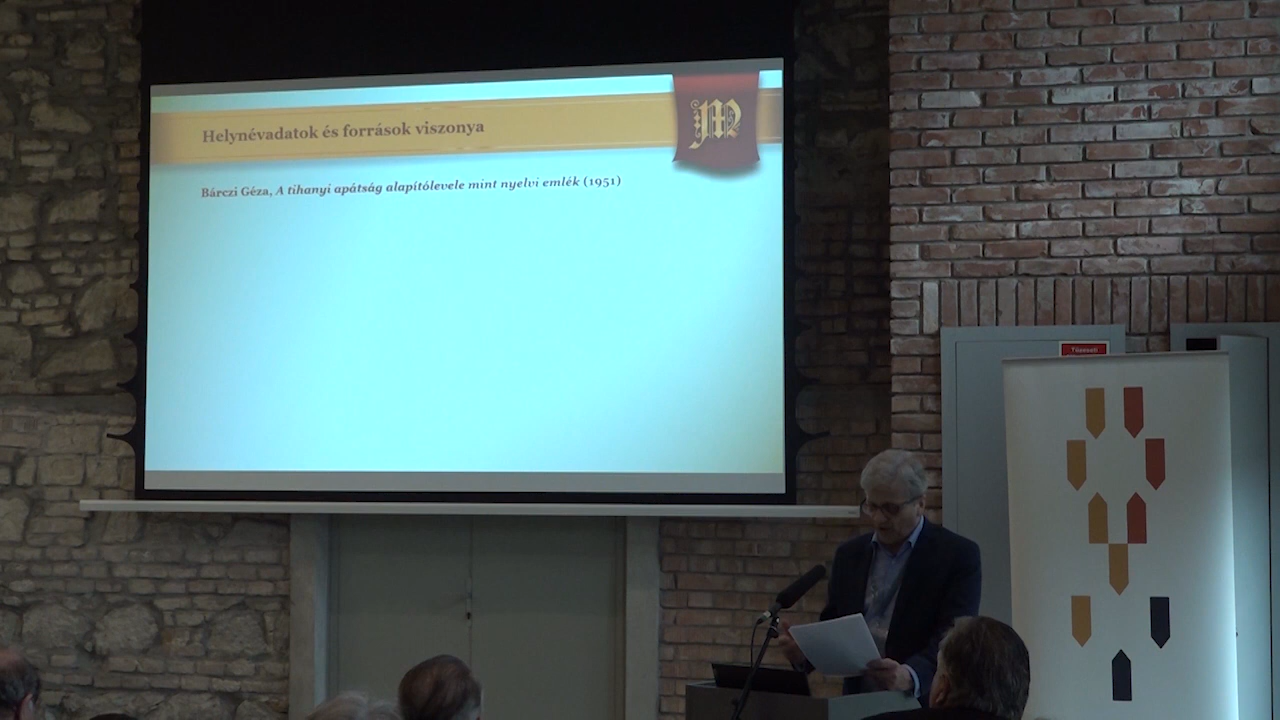 Helynévadatok és források viszonya
Bárczi Géza, A tihanyi apátság alapítólevele mint nyelvi emlék (1951)